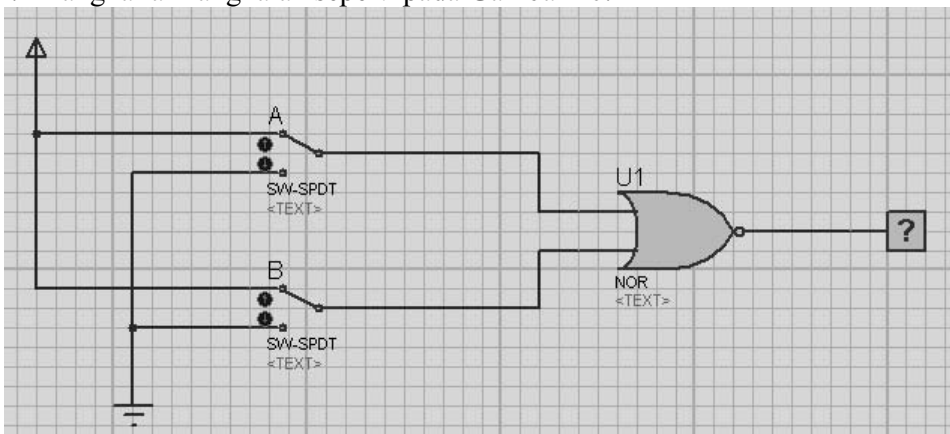 A
SW-SPDT
<TEXT>
U1
?
B
NOR
<TEXT>
SW-SPDT
<TEXT>